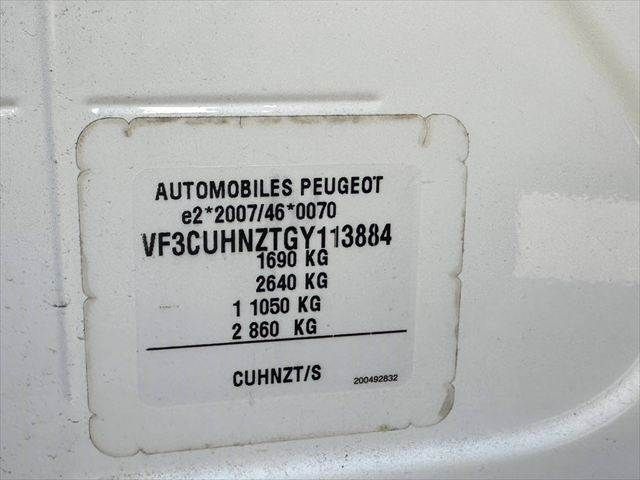 AUTOMOBILES PEUGEOT
e2*2007/46*0070
VF3CUHNZTGY113884
1690 KG
2640 KG
1 1050 KG
2 860 KG
CUHNZT/S
200492832